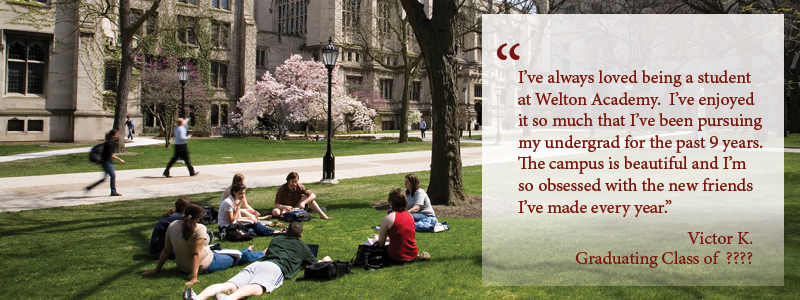 “
I’ve always loved being a student
at Welton Academy.  I’ve enjoyed
it so much that I’ve been pursuing
my undergrad for the past 9 years.
The campus is beautiful and I’m
so obsessed with the new friends
I’ve made every year.”
Victor K.
Graduating Class of  ????